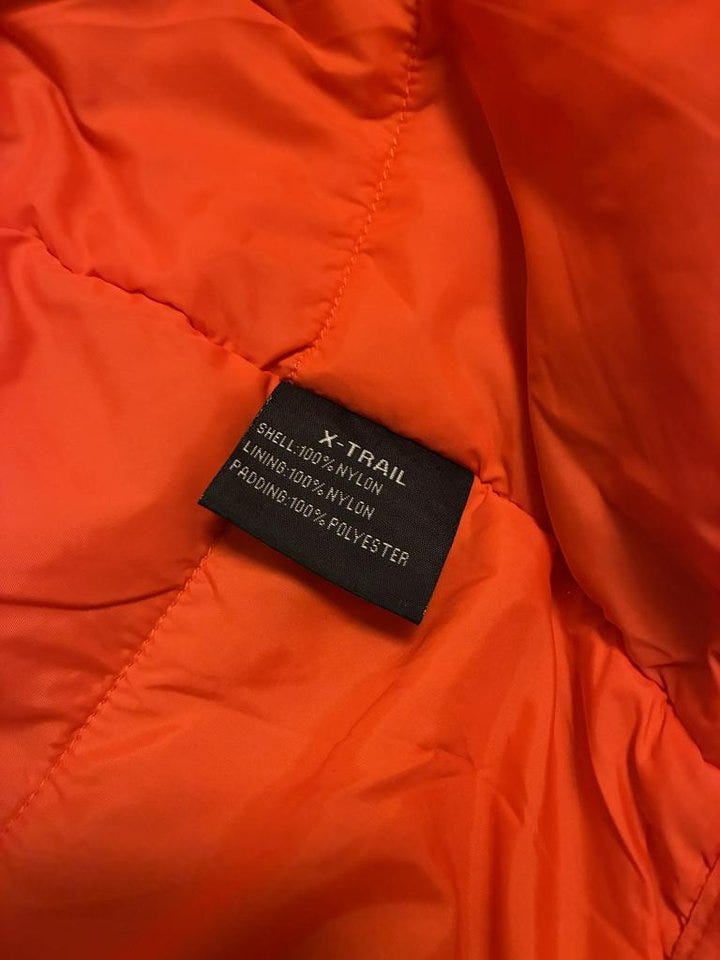 X-TRAIL
SHELL:100% NYLON
LINING:100% NYLON
PADDING:100% POLYESTER